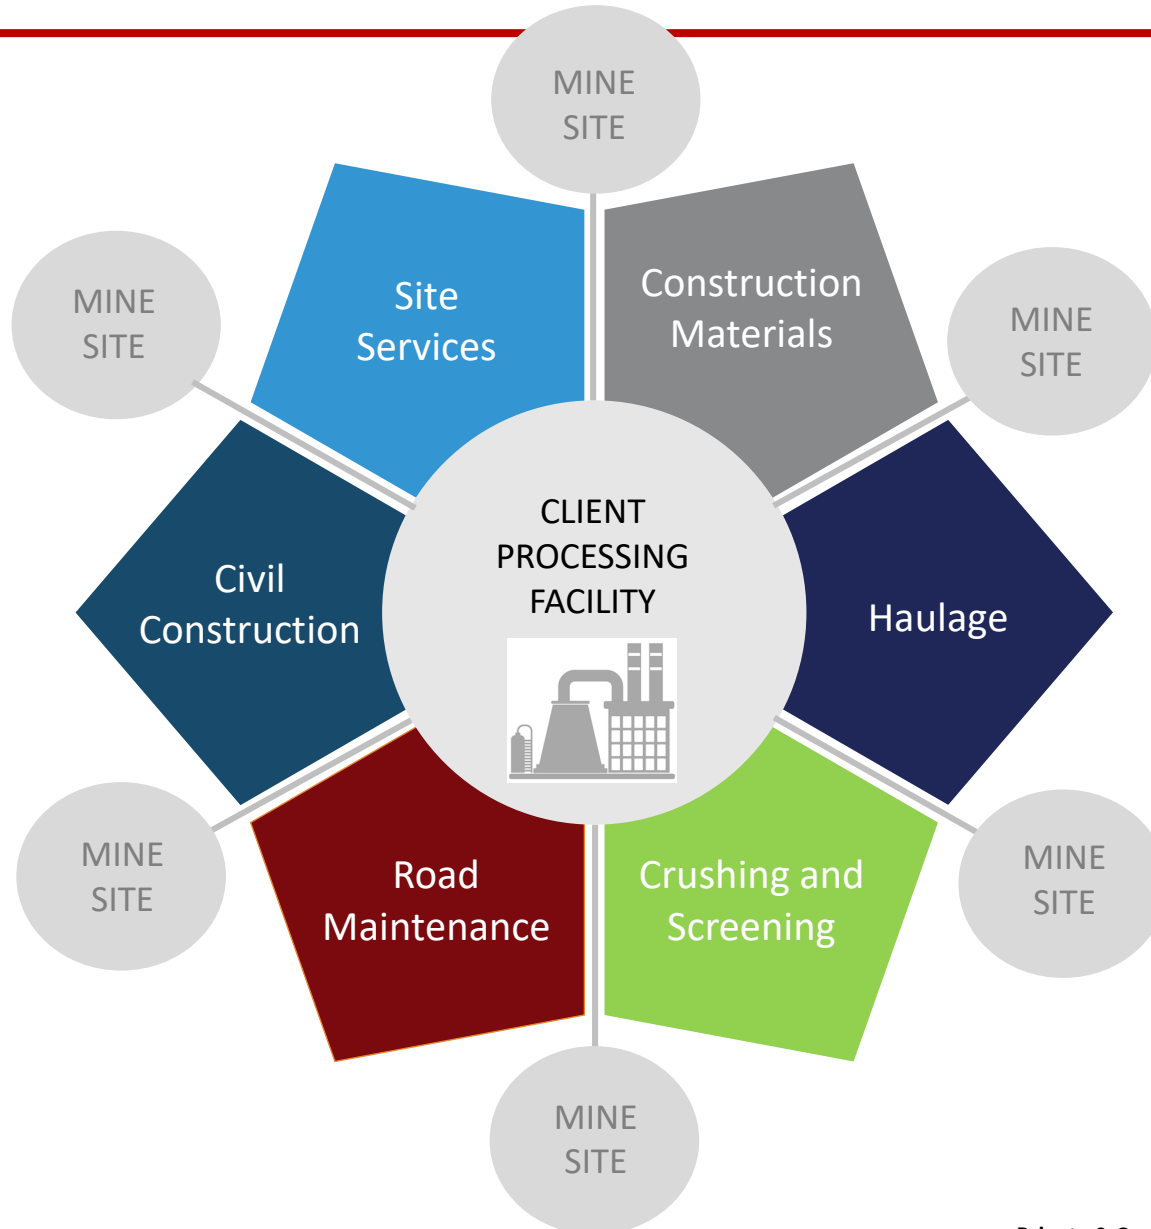 MINE
SITE
MINE
SITE
Site
Services
Construction
Materials
MINE
SITE
CLIENT
PROCESSING
FACILITY
Civil
Construction
Haulage
MINE
SITE
Road
Maintenance
Crushing and
Screening
MINE
SITE
MINE
SITE